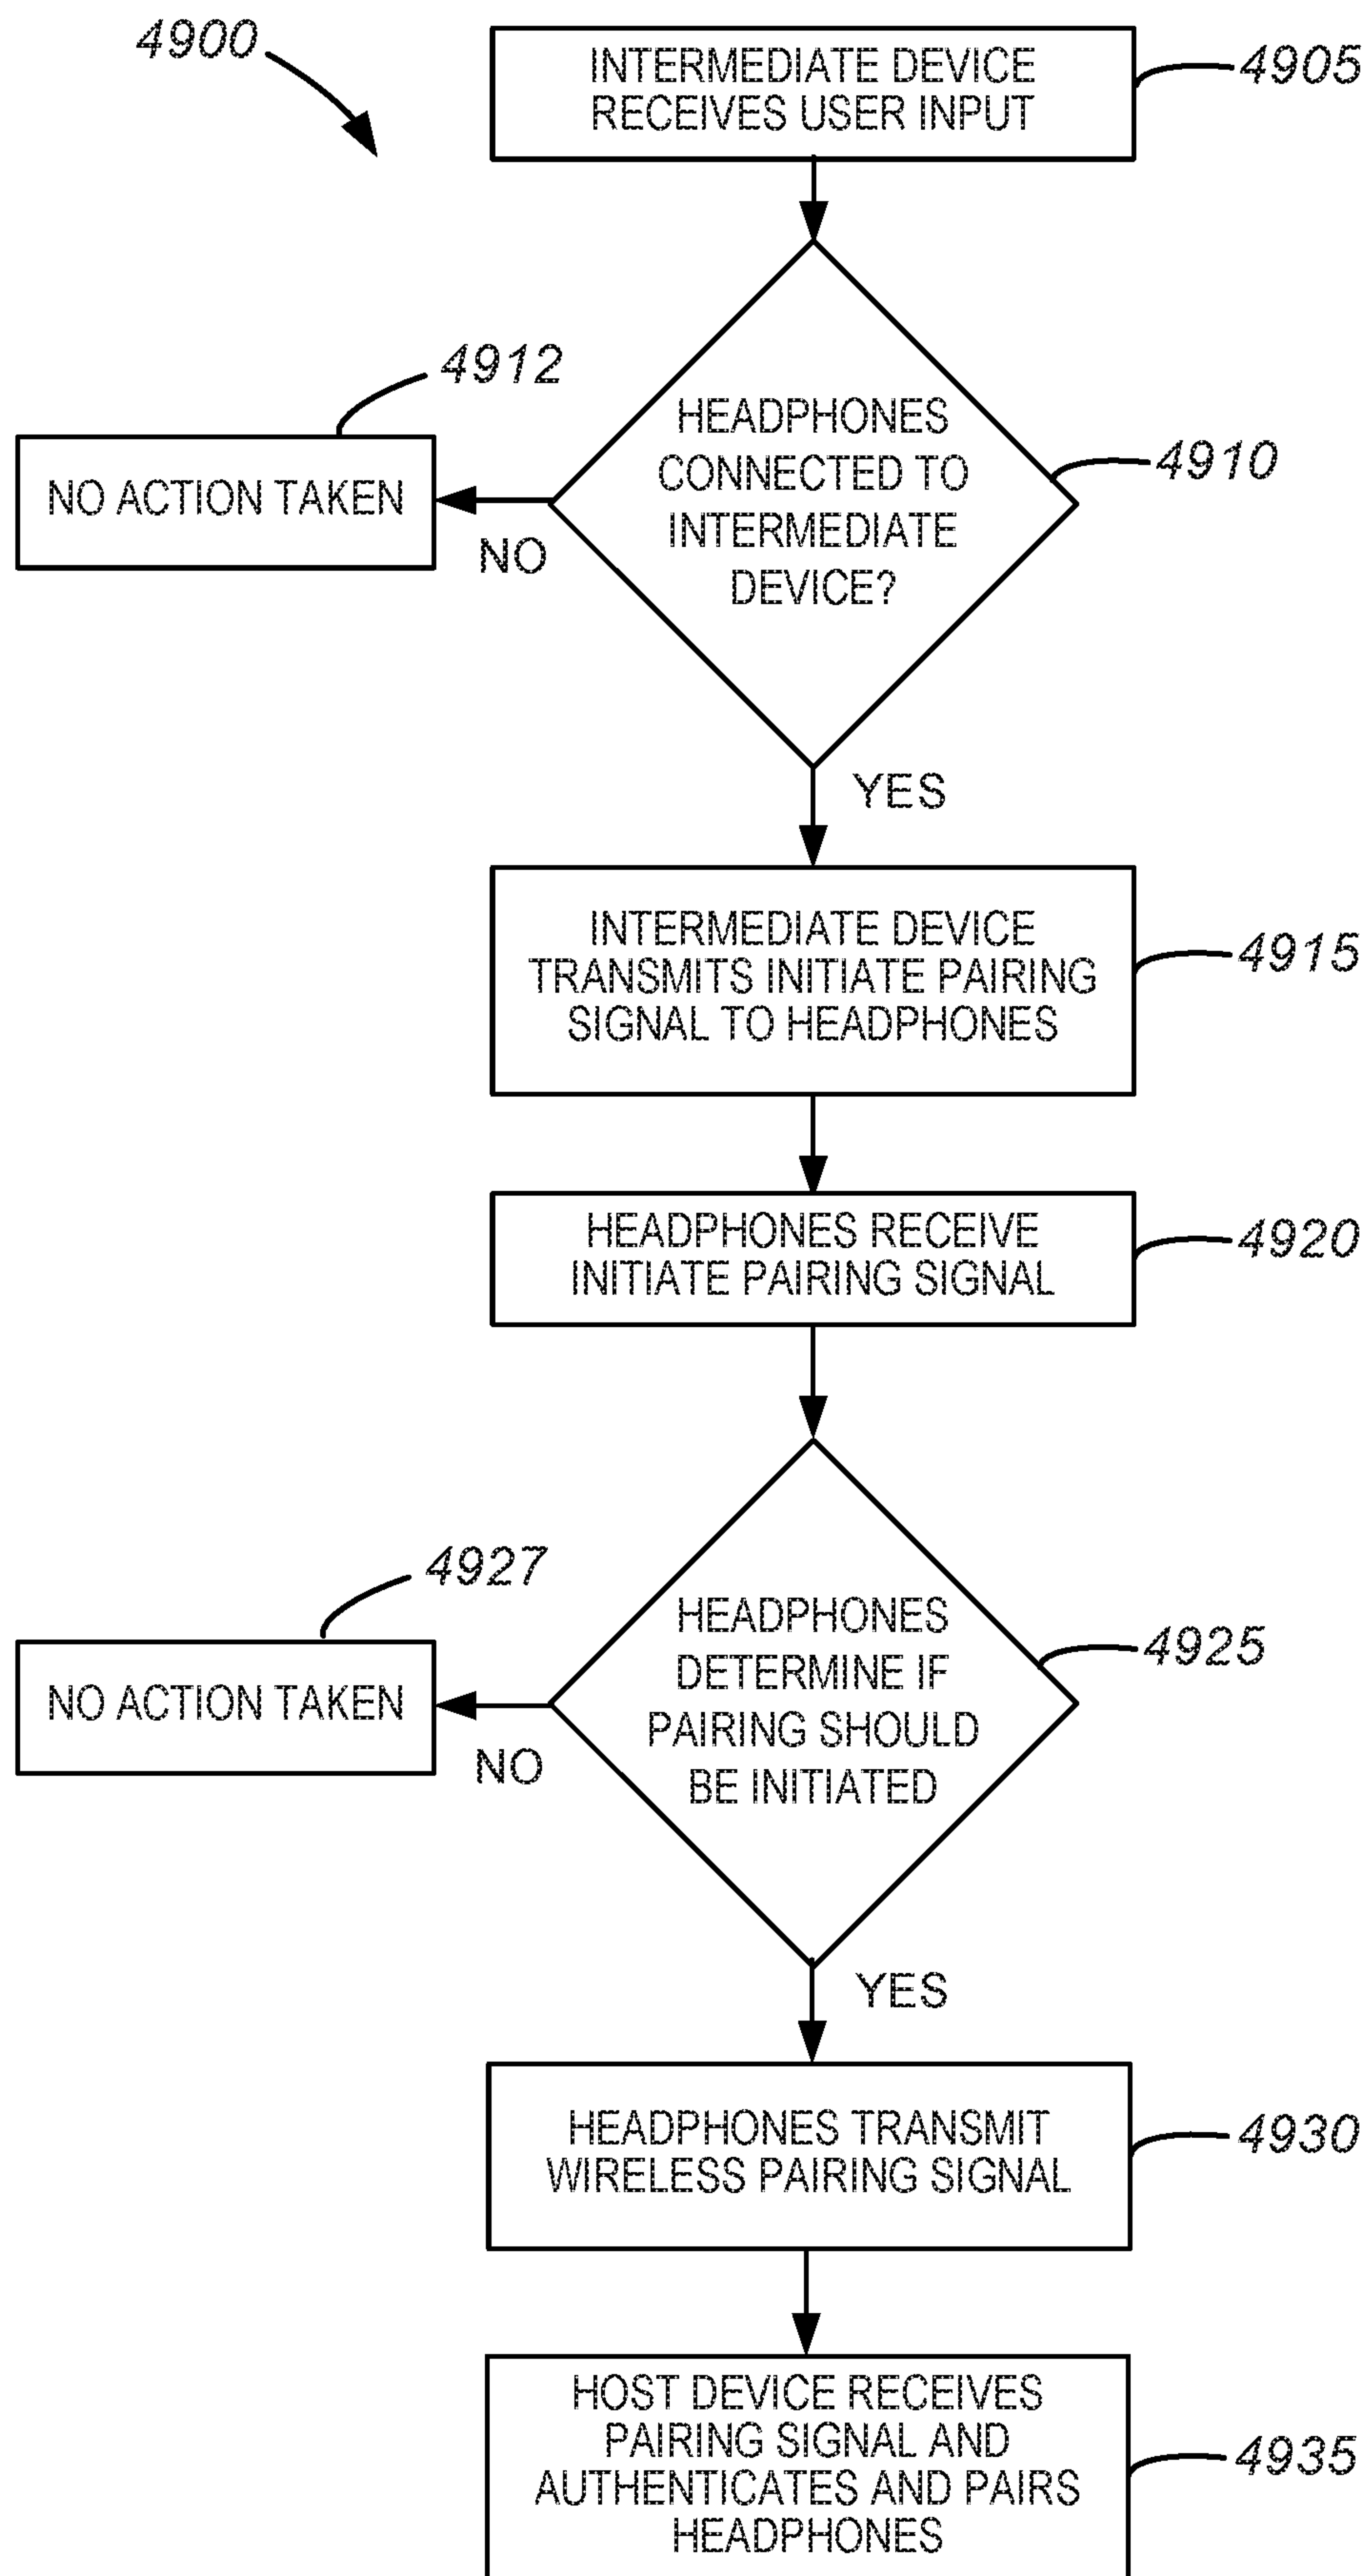 4900
INTERMEDIATE DEVICE
RECEIVES USER INPUT
4905
4912
NO ACTION TAKEN
NO
HEADPHONES
CONNECTED TO
INTERMEDIATE
DEVICE?
4910
YES
INTERMEDIATE DEVICE
TRANSMITS INITIATE PAIRING
SIGNAL TO HEADPHONES
4915
HEADPHONES RECEIVE
INITIATE PAIRING SIGNAL
4920
4927
NO ACTION TAKEN
NO
HEADPHONES
DETERMINE IF
PAIRING SHOULD
BE INITIATED
4925
YES
HEADPHONES TRANSMIT
WIRELESS PAIRING SIGNAL
4930
HOST DEVICE RECEIVES
PAIRING SIGNAL AND
AUTHENTICATES AND PAIRS
HEADPHONES
4935